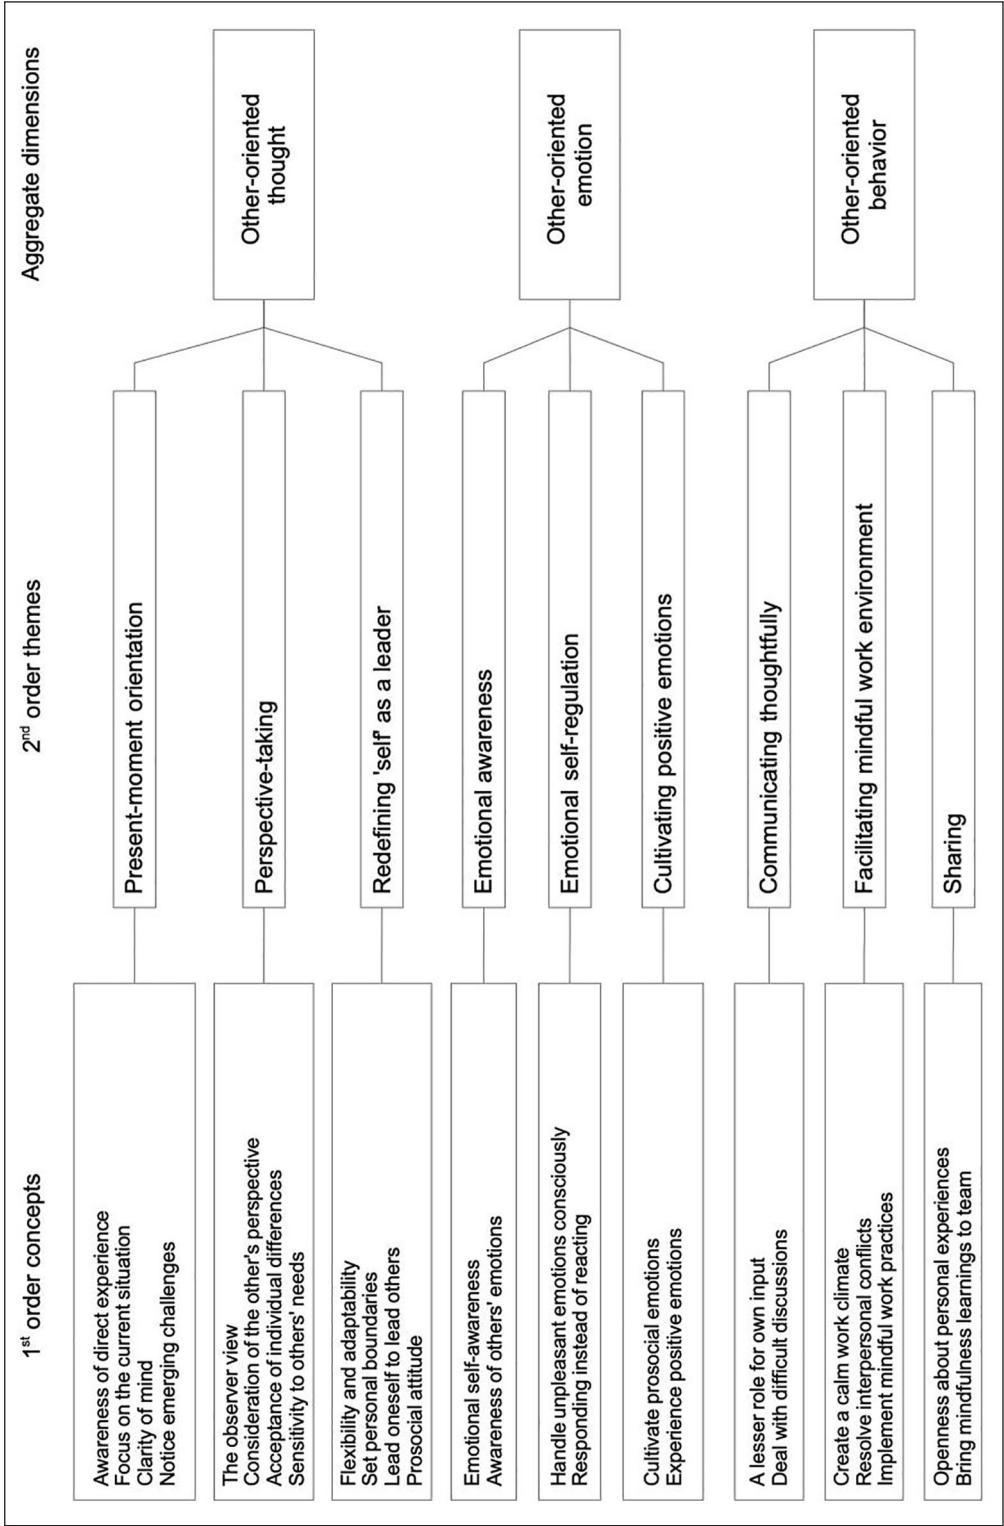 1st order concepts
2nd order themes
Aggregate dimensions
Awareness of direct experience
Focus on the current situation
Clarity of mind
Notice emerging challenges
Present-moment orientation
The observer view
Consideration of the other's perspective
Acceptance of individual differences
Sensitivity to others' needs
Perspective-taking
Flexibility and adaptability
Set personal boundaries
Lead oneself to lead others
Prosocial attitude
Redefining 'self' as a leader
Other-oriented
thought
Emotional self-awareness
Awareness of others' emotions
Emotional awareness
Handle unpleasant emotions consciously
Responding instead of reacting
Emotional self-regulation
Cultivate prosocial emotions
Experience positive emotions
Cultivating positive emotions
Other-oriented
emotion
A lesser role for own input
Deal with difficult discussions
Communicating thoughtfully
Create a calm work climate
Resolve interpersonal conflicts
Implement mindful work practices
Facilitating mindful work environment
Openness about personal experiences
Bring mindfulness learnings to team
Sharing
Other-oriented
behavior